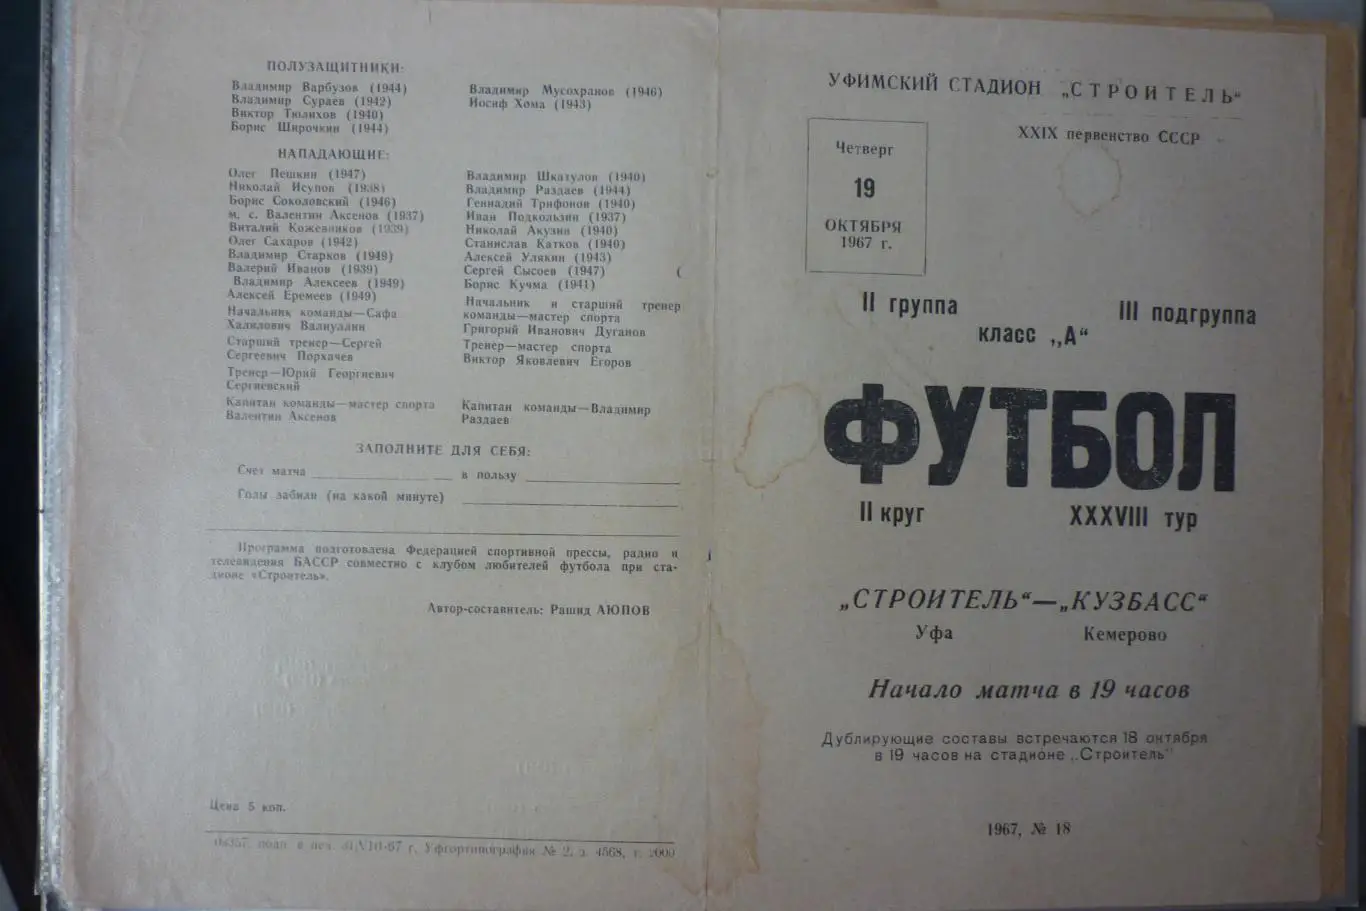 ПОЛУЗАЩИТНИКИ:
Владимир Варбузов (1944)
Владимир Сураев (1942)
Виктор Тюлихов (1940)
Борис Широчкин (1944)
Владимир Мусохранов (1946)
Иосиф Хома (1943)
НАПАДАЮЩИЕ:
Олег Пешкин (1947)
Николай Исупов (1938)
Борис Соколовский (1946)
м. с. Валентин Аксенов (1937)
Виталий Кожевников (1939)
Олег Сахаров (1942)
Владимир Старков (1949)
Валерий Иванов (1939)
Владимир Алексеев (1949)
Алексей Еремеев (1949)
Начальник команды—Сафа
Халилович Валиуллин
Старший тренер—Сергей
Сергеевич Порхачев
Тренер—Юрий Георгиевич
Сергиевский
Капитан команды—мастер спорта
Валентин Аксенов
Владимир Шкатулов (1940)
Владимир Раздаев (1944)
Геннадий Трифонов (1940)
Иван Подкользин (1937)
Николай Акузин (1940)
Станислав Катков (1940)
Алексей Улякин (1943)
Сергей Сысоев (1947)
Борис Кучма (1941)
Начальник и старший тренер
команды—мастер спорта
Григорий Иванович Дуганов
Тренер—мастер спорта
Виктор Яковлевич Егоров
Капитан команды—Владимир
Раздаев
ЗАПОЛНИТЕ ДЛЯ СЕБЯ:
Счет матча в пользу
Голы забили (на какой минуте)
Программа подготовлена Федерацией спортивной прессы, радио и
телевидения БАССР совместно с клубом любителей футбола при ста-
дионе «Строитель».
Автор-составитель: Рашид АЮПОВ
Цена 5 коп.
подп. в печ. Уфгортипография № 2, з. 4568, т. 2000
УФИМСКИЙ СТАДИОН „СТРОИТЕЛЬ“
XXIX первенство СССР
Четверг
19
ОКТЯБРЯ
1967 г.
II группа
III подгруппа
класс „А“
ФУТБОЛ
II круг
XXXVIII тур
„СТРОИТЕЛЬ“—„КУЗБАСС“
Уфа Кемерово
Начало матча в 19 часов
Дублирующие составы встречаются 18 октября
в 19 часов на стадионе „Строитель“
1967, № 18